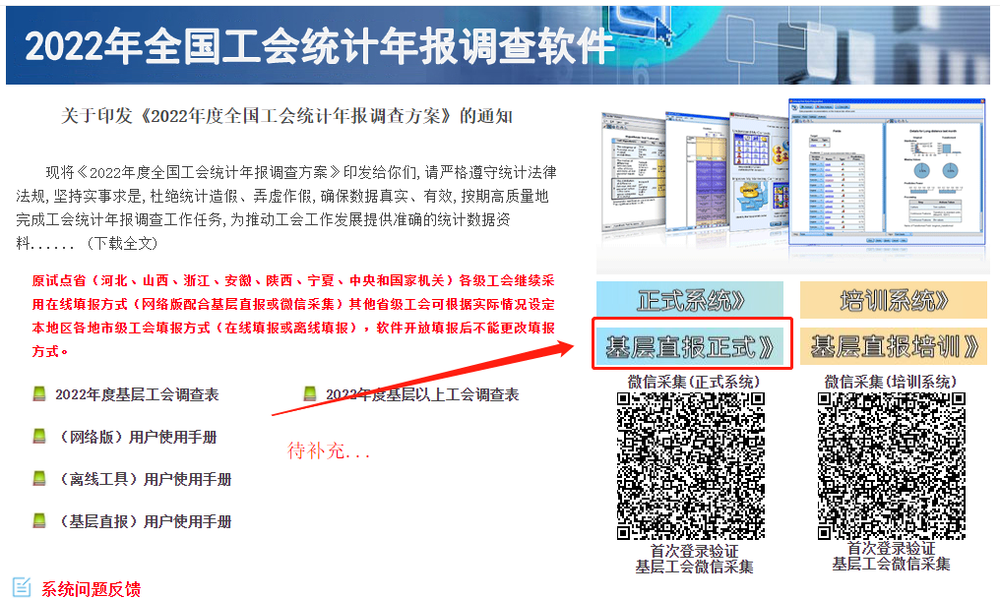 2022年全国工会统计年报调查软件
关于印发《2022年度全国工会统计年报调查方案》的通知
现将《2022年度全国工会统计年报调查方案》印发给你们,请严格遵守统计法律
法规,坚持实事求是,杜绝统计造假、弄虚作假,确保数据真实、有效,按期高质量地
完成工会统计年报调查工作任务,为推动工会工作发展提供准确的统计数据资
料...... (下载全文)
原试点省（河北、山西、浙江、安徽、陕西、宁夏、中央和国家机关）各级工会继续采
用在线填报方式（网络版配合基层直报或微信采集）其他省级工会可根据实际情况设定
本地区各地市级工会填报方式（在线填报或离线填报），软件开放填报后不能更改填报
方式。
2022年度基层工会调查表
2022年度基层以上工会调查表
（网络版）用户使用手册
（离线工具）用户使用手册
（基层直报）用户使用手册
待补充...
系统问题反馈
正式系统》
培训系统》
基层直报正式》
基层直报培训》
微信采集(正式系统)
微信采集(培训系统)
首次登录验证
基层工会微信采集
首次登录验证
基层工会微信采集